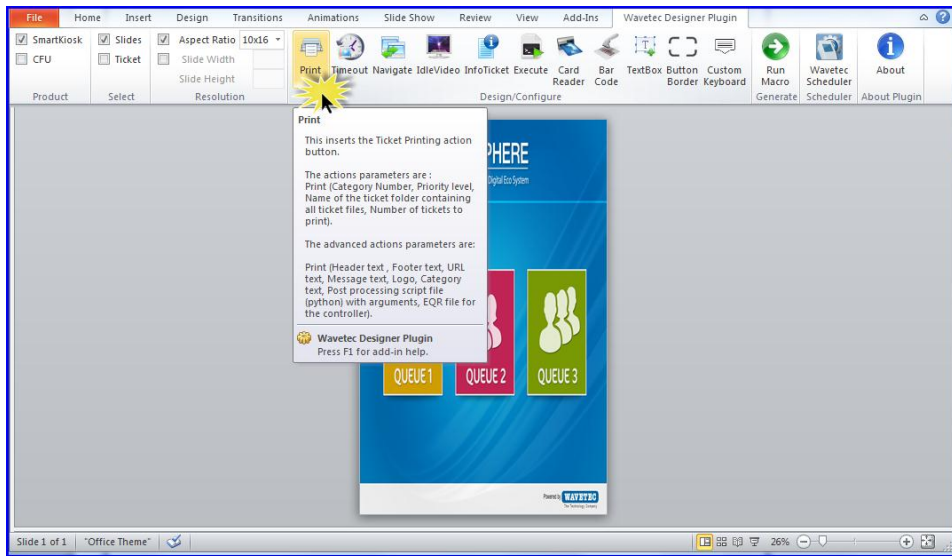 File Home Insert Design Transitions Animations Slide Show Review View Add-Ins Wavetec Designer Plugin
SmartKiosk Slides Aspect Ratio 10x16
CFU Ticket Slide Width
Slide Height
Print Timeout Navigate IdleVideo InfoTicket Execute Card Reader Bar Code TextBox Button Border Custom Keyboard Run Macro Wavetec Scheduler About
Product Select Resolution Design/Configure Generate Scheduler About Plugin
Print
This inserts the Ticket Printing action
button.
The actions parameters are :
Print (Category Number, Priority level,
Name of the ticket folder containing
all ticket files, Number of tickets to
print).
The advanced actions parameters are:
Print (Header text , Footer text, URL
text, Message text, Logo, Category
text, Post processing script file
(python) with arguments, EQR file for
the controller).
Wavetec Designer Plugin
Press F1 for add-in help.
PHERE
Digital Eco System
QUEUE 1 QUEUE 2 QUEUE 3
Powered by WAVETEC
The Technology Company
Slide 1 of 1 "Office Theme" 26%